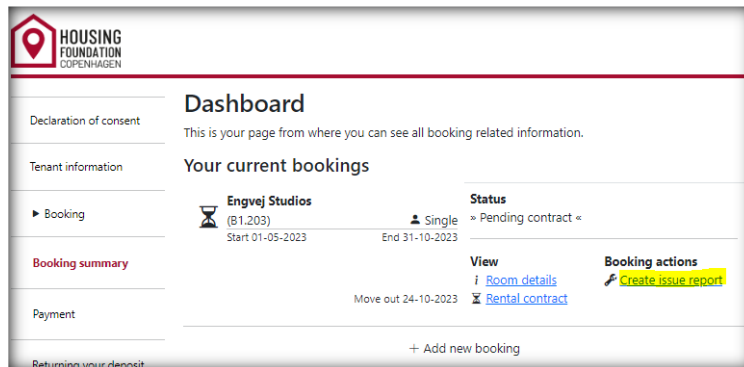 HOUSING
FOUNDATION
COPENHAGEN
Declaration of consent
Tenant information
► Booking
Booking summary
Payment
Returning your deposit
Dashboard
This is your page from where you can see all booking related information.
Your current bookings
Engvej Studios
(B1.203) Single
Start 01-05-2023 End 31-10-2023
Move out 24-10-2023
Status
» Pending contract «
View
i Room details
Rental contract
Booking actions
Create issue report
+ Add new booking